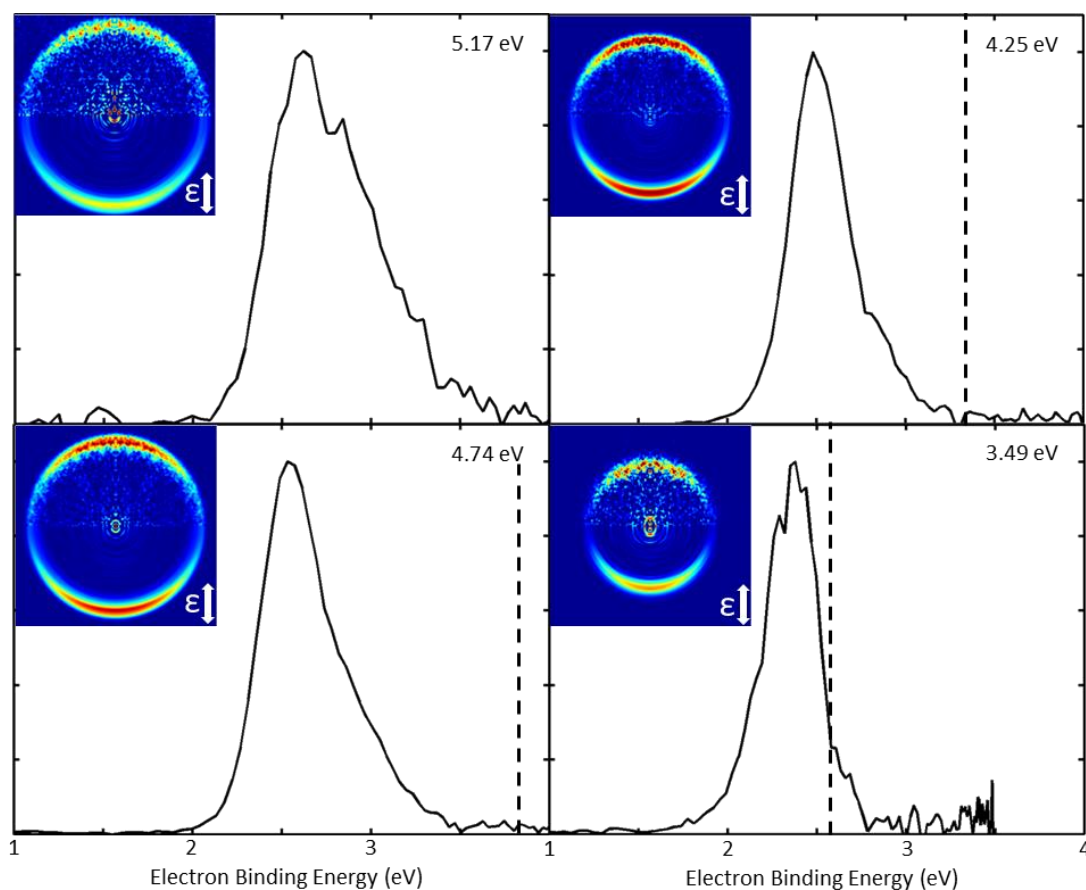 5.17 eV
ε
4.25 eV
ε
4.74 eV
ε
3.49 eV
ε
1 2 3 1 2 3 4
Electron Binding Energy (eV) Electron Binding Energy (eV)